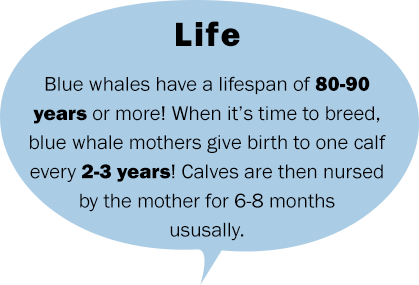 Life
Blue whales have a lifespan of 80-90
years or more! When it’s time to breed,
blue whale mothers give birth to one calf
every 2-3 years! Calves are then nursed
by the mother for 6-8 months
ususally.